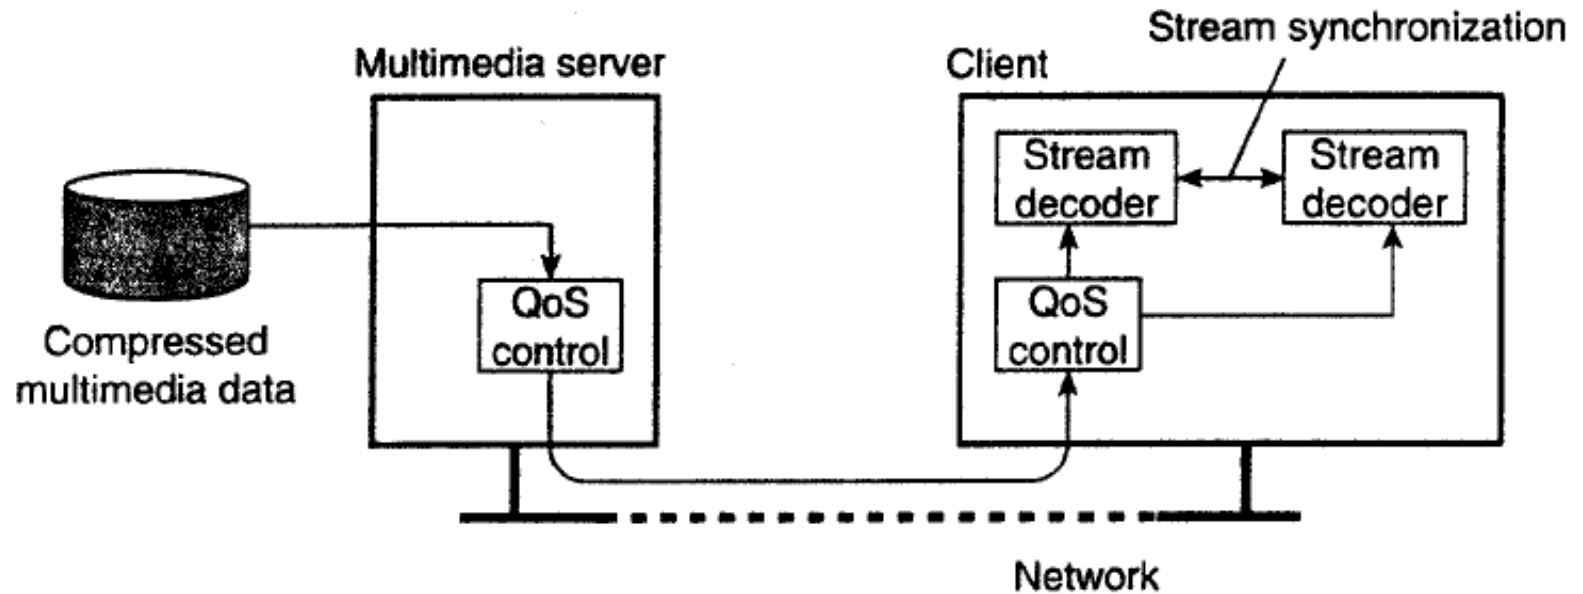 Stream synchronization
Multimedia server
Client
Stream
decoder
Stream
decoder
QoS
control
QoS
control
Compressed
multimedia data
Network